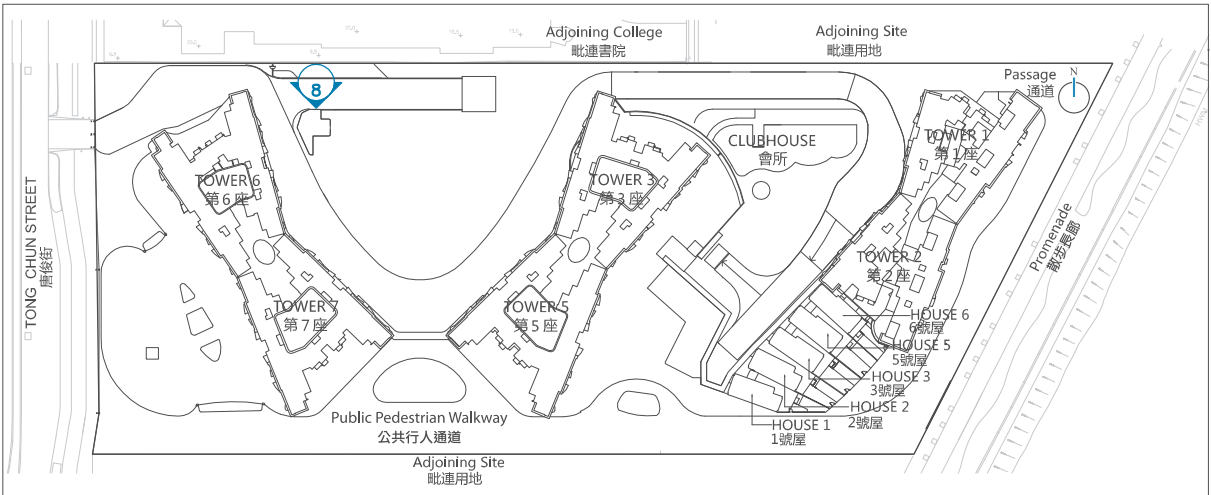 Adjoining College
毗連書院
Adjoining Site
毗連用地
Passage
通道
N
8
CLUBHOUSE
會所
TOWER 1
第1座
TOWER 6
第6座
TOWER 3
第3座
TONG CHUN STREET
唐俊街
Promenade
散步長廊
TOWER 2
第2座
TOWER 7
第7座
TOWER 5
第5座
HOUSE 6
6號屋
HOUSE 5
5號屋
HOUSE 3
3號屋
HOUSE 2
2號屋
HOUSE 1
1號屋
Public Pedestrian Walkway
公共行人通道
Adjoining Site
毗連用地